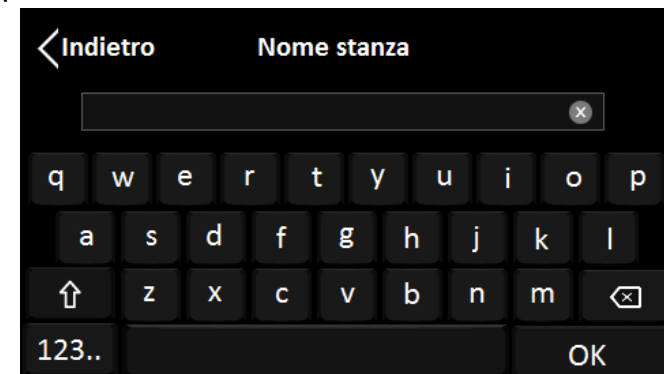 Indietro Nome stanza
q w e r t y u i o p
a s d f g h j k l
z x c v b n m
123.. OK